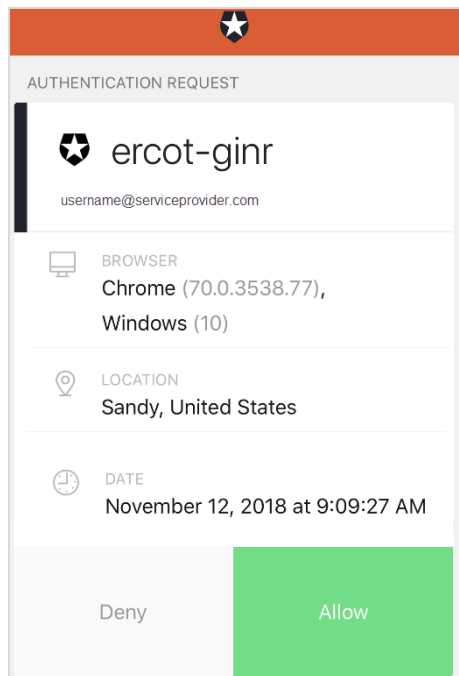 AUTHENTICATION REQUEST
ercot-ginr
username@serviceprovider.com
BROWSER
Chrome (70.0.3538.77),
Windows (10)
LOCATION
Sandy, United States
DATE
November 12, 2018 at 9:09:27 AM
Deny Allow